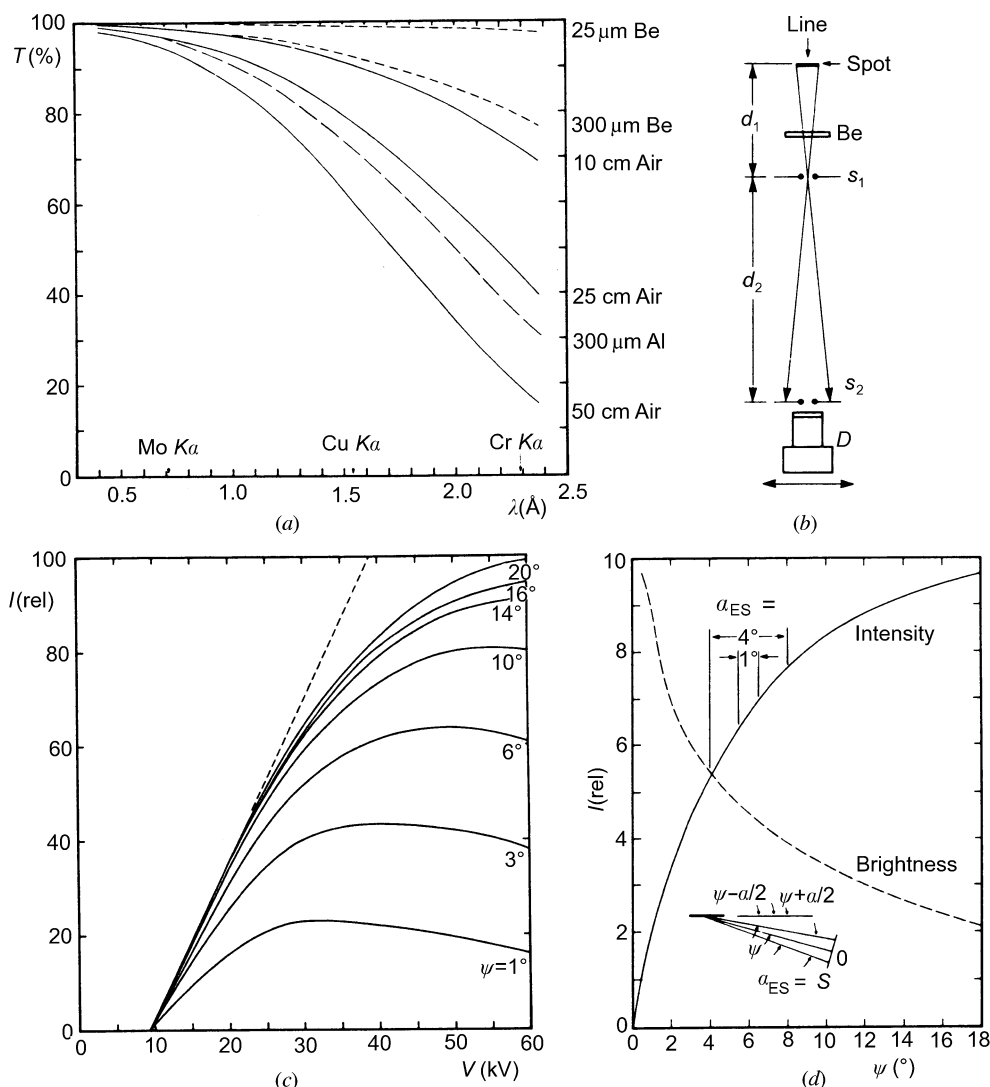 100
T(%)
80
60
40
20
0
0.5
1.0
1.5
2.0
2.5
λ(Å)
Mo Kα
Cu Kα
Cr Kα
25 μm Be
300 μm Be
10 cm Air
25 cm Air
300 μm Al
50 cm Air
(a)
Line
Spot
d1
Be
s1
d2
s2
D
(b)
100
I(rel)
80
60
40
20
0
0
10
20
30
40
50
60
V (kV)
20°
16°
14°
10°
6°
3°
ψ=1°
(c)
10
8
6
4
2
0
I(rel)
0
2
4
6
8
10
12
14
16
18
ψ (°)
αES =
4°
1°
Intensity
Brightness
ψ−α/2
ψ+α/2
ψ
0
αES = S
(d)